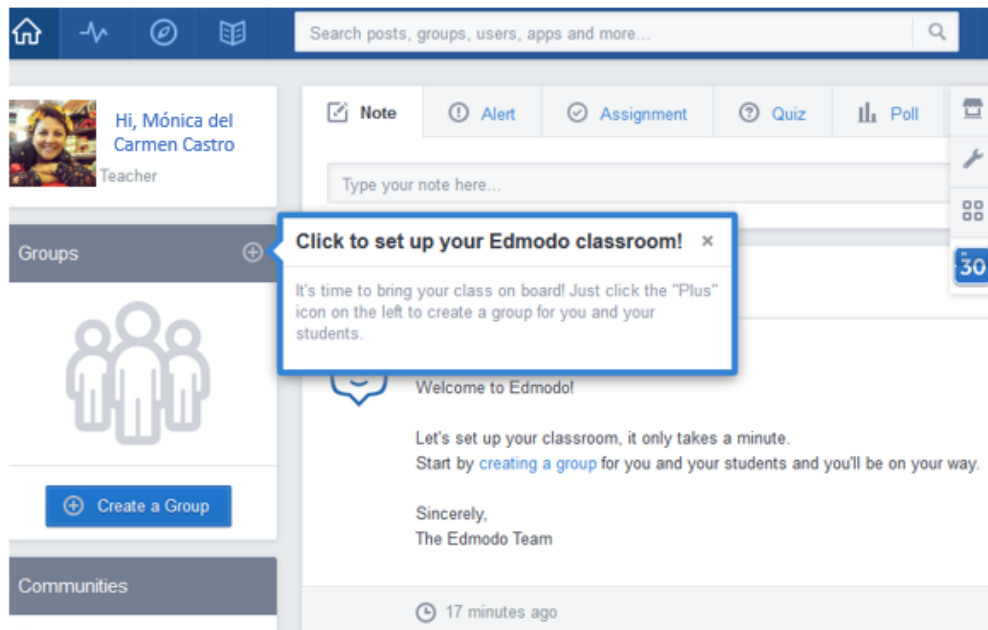 Search posts, groups, users, apps and more...
Hi, Mónica del
Carmen Castro
Teacher
Note
Alert
Assignment
Quiz
Poll
Type your note here...
Groups
Click to set up your Edmodo classroom! ×
It's time to bring your class on board! Just click the "Plus"
icon on the left to create a group for you and your
students.
30
Create a Group
Communities
Welcome to Edmodo!
Let's set up your classroom, it only takes a minute.
Start by creating a group for you and your students and you'll be on your way.
Sincerely,
The Edmodo Team
17 minutes ago